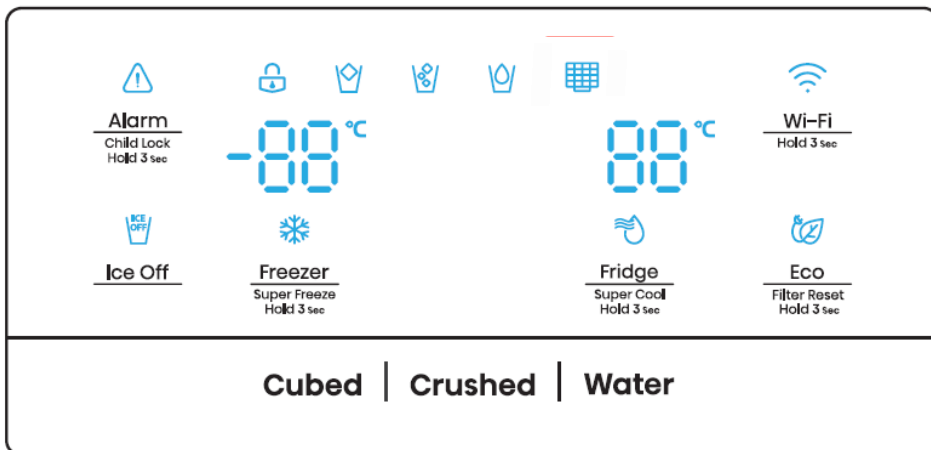 Alarm
Child Lock
Hold 3 Sec
-88 °C
88 °C
Wi-Fi
Hold 3 Sec
ICE
OFF
Ice Off
Freezer
Super Freeze
Hold 3 Sec
Fridge
Super Cool
Hold 3 Sec
Eco
Filter Reset
Hold 3 Sec
Cubed | Crushed | Water